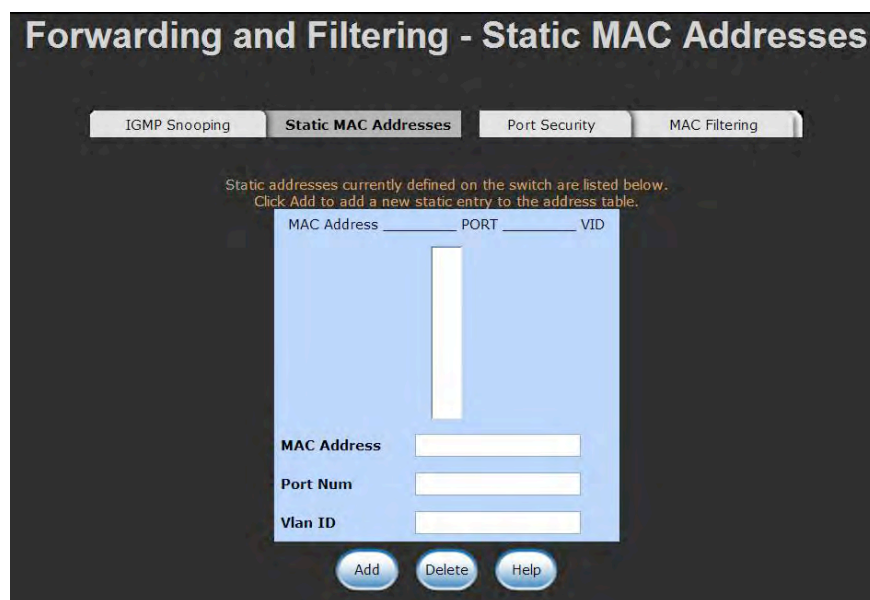 Forwarding and Filtering - Static MAC Addresses
IGMP Snooping Static MAC Addresses Port Security MAC Filtering
Static addresses currently defined on the switch are listed below.
Click Add to add a new static entry to the address table.
MAC Address _________ PORT _________ VID
MAC Address
Port Num
Vlan ID
Add Delete Help